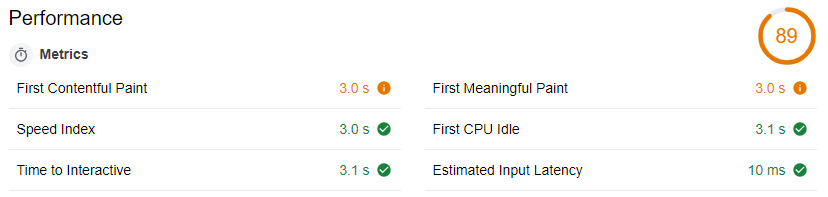 Performance
89
Metrics
First Contentful Paint 3.0 s
First Meaningful Paint 3.0 s
Speed Index 3.0 s
First CPU Idle 3.1 s
Time to Interactive 3.1 s
Estimated Input Latency 10 ms